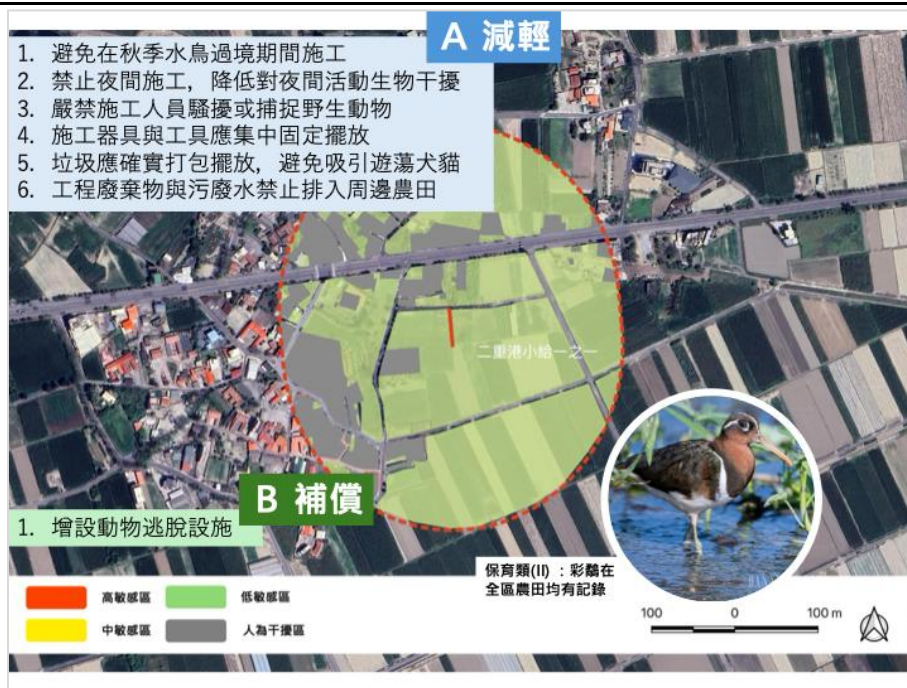 A 減輕
1. 避免在秋季水鳥過境期間施工
2. 禁止夜間施工，降低對夜間活動生物干擾
3. 嚴禁施工人員騷擾或捕捉野生動物
4. 施工器具與工具應集中固定擺放
5. 垃圾應確實打包擺放，避免吸引遊蕩犬貓
6. 工程廢棄物與污廢水禁止排入周邊農田
二重港小給一之一
B 補償
1. 增設動物逃脫設施
保育類(II)：彩鷸在
全區農田均有記錄
高敏感區
低敏感區
中敏感區
人為干擾區
100 0 100 m